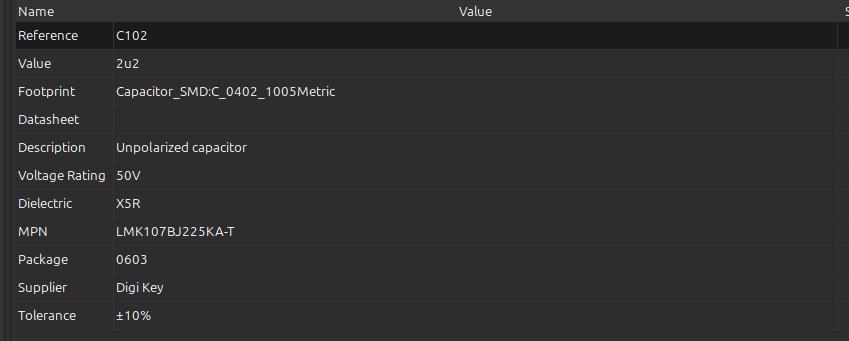 Name Value S
Reference C102
Value 2u2
Footprint Capacitor_SMD:C_0402_1005Metric
Datasheet
Description Unpolarized capacitor
Voltage Rating 50V
Dielectric X5R
MPN LMK107BJ225KA-T
Package 0603
Supplier Digi Key
Tolerance ±10%